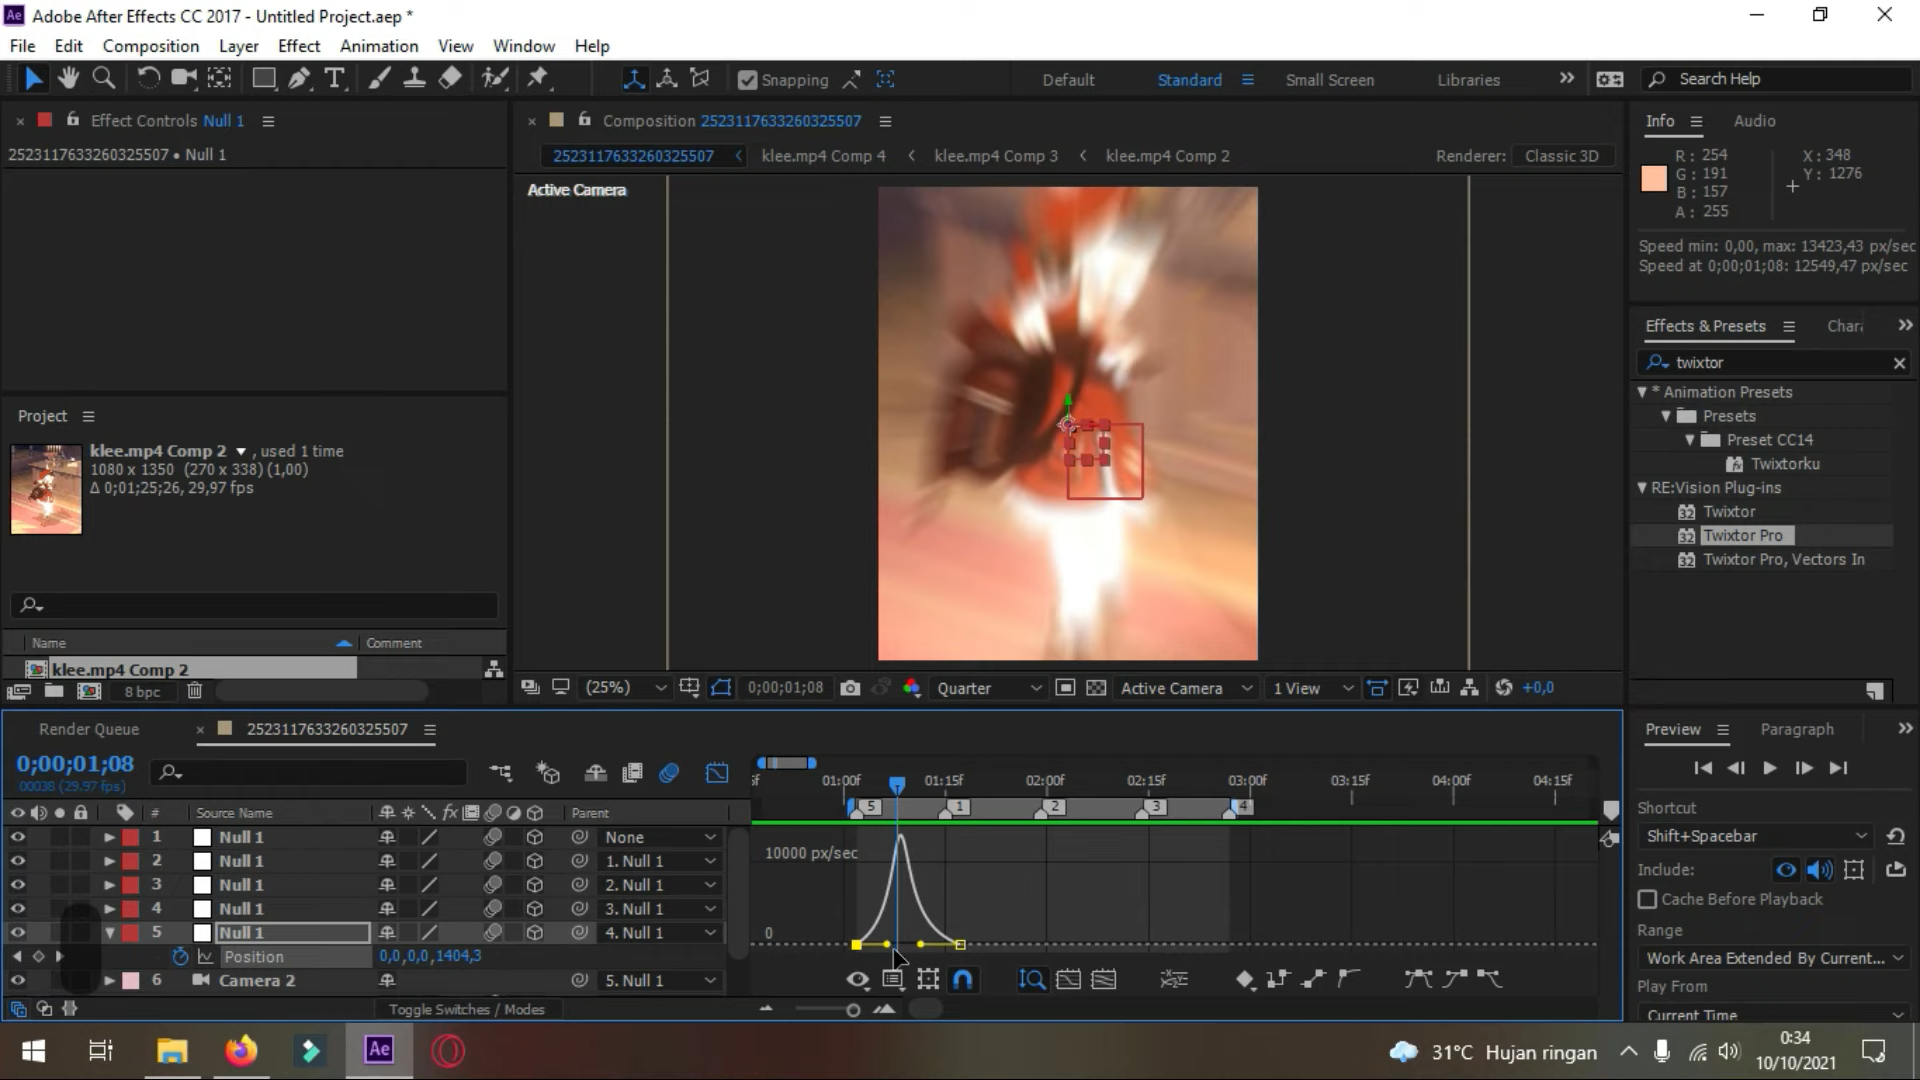 Adobe After Effects CC 2017 - Untitled Project.aep *
File Edit Composition Layer Effect Animation View Window Help
Snapping Default Standard Small Screen Libraries Search Help
Effect Controls Null 1
2523117633260325507 • Null 1
Composition 2523117633260325507
2523117633260325507 klee.mp4 Comp 4 klee.mp4 Comp 3 klee.mp4 Comp 2 Renderer: Classic 3D
Active Camera
Info Audio
R: 254 X: 348
G: 191 Y: 1276
B: 157
A: 255
Speed min: 0,00, max: 13423,43 px/sec
Speed at 0;00;01;08: 12549,47 px/sec
Effects & Presets
twixtor
* Animation Presets
Presets
Preset CC14
Twixtorku
RE:Vision Plug-ins
Twixtor
Twixtor Pro
Twixtor Pro, Vectors In
Project
klee.mp4 Comp 2 , used 1 time
1080 x 1350 (270 x 338) (1,00)
Δ 0;01;25;26, 29,97 fps
Name Comment
klee.mp4 Comp 2
8 bpc
(25%) 0;00;01;08 Quarter Active Camera 1 View +0,0
Render Queue 2523117633260325507
0;00;01;08
00038 (29.97 fps)
01:00f 01:15f 02:00f 02:15f 03:00f 03:15f 04:00f 04:15f
5 1 2 3 4
# Source Name Parent
1 Null 1 None
2 Null 1 1. Null 1
3 Null 1 2. Null 1
4 Null 1 3. Null 1
5 Null 1 4. Null 1
Position 0,0,0,0,1404,3
6 Camera 2 5. Null 1
10000 px/sec
0
Toggle Switches / Modes
Preview Paragraph
Shortcut
Shift+Spacebar
Include:
Cache Before Playback
Range
Work Area Extended By Current...
Play From
Current Time
Ae
31°C Hujan ringan
0:34
10/10/2021